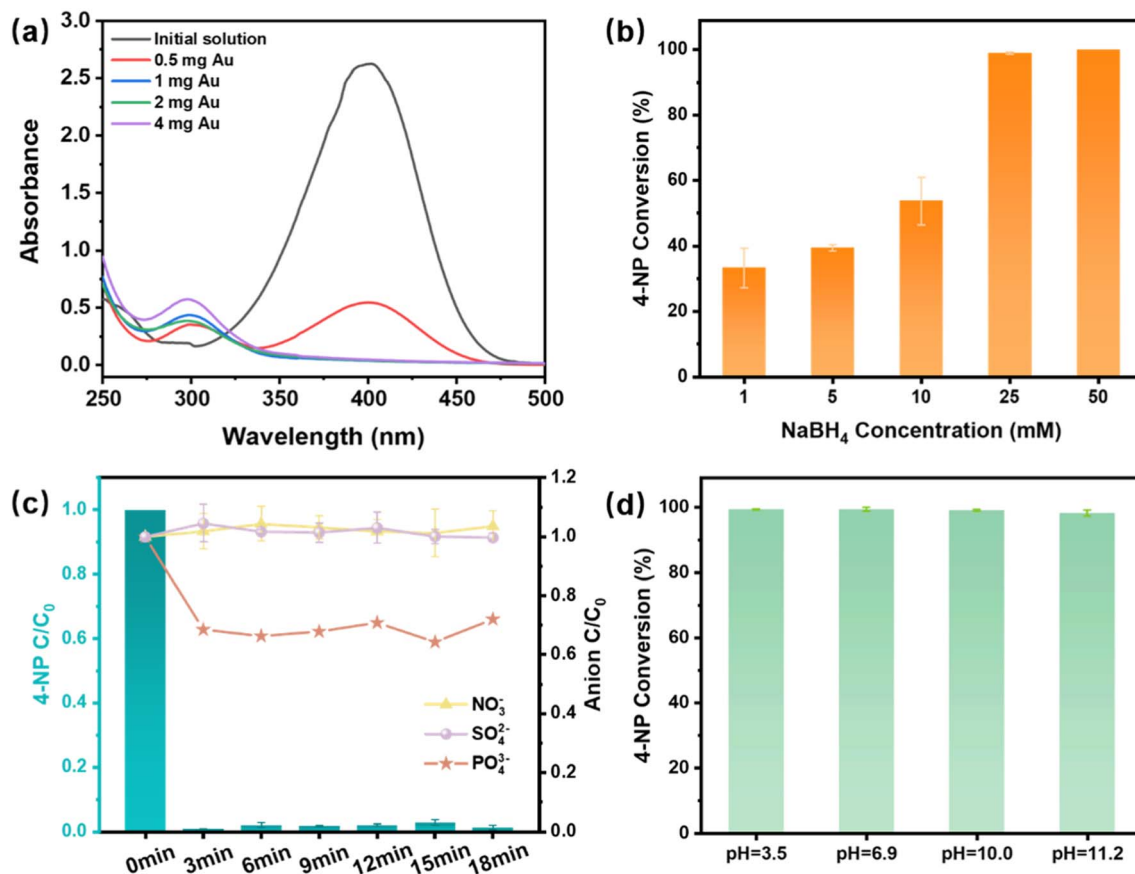 (a)
3.0
2.5
2.0
1.5
1.0
0.5
0.0
Absorbance
Initial solution
0.5 mg Au
1 mg Au
2 mg Au
4 mg Au
250 300 350 400 450 500
Wavelength (nm)
(b)
100
80
60
40
20
0
4-NP Conversion (%)
1 5 10 25 50
NaBH₄ Concentration (mM)
(c)
1.0
0.8
0.6
0.4
0.2
0.0
4-NP C/C₀
NO₃⁻
SO₄²⁻
PO₄³⁻
1.2
1.0
0.8
0.6
0.4
0.2
0.0
Anion C/C₀
0min 3min 6min 9min 12min 15min 18min
(d)
100
80
60
40
20
0
4-NP Conversion (%)
pH=3.5 pH=6.9 pH=10.0 pH=11.2